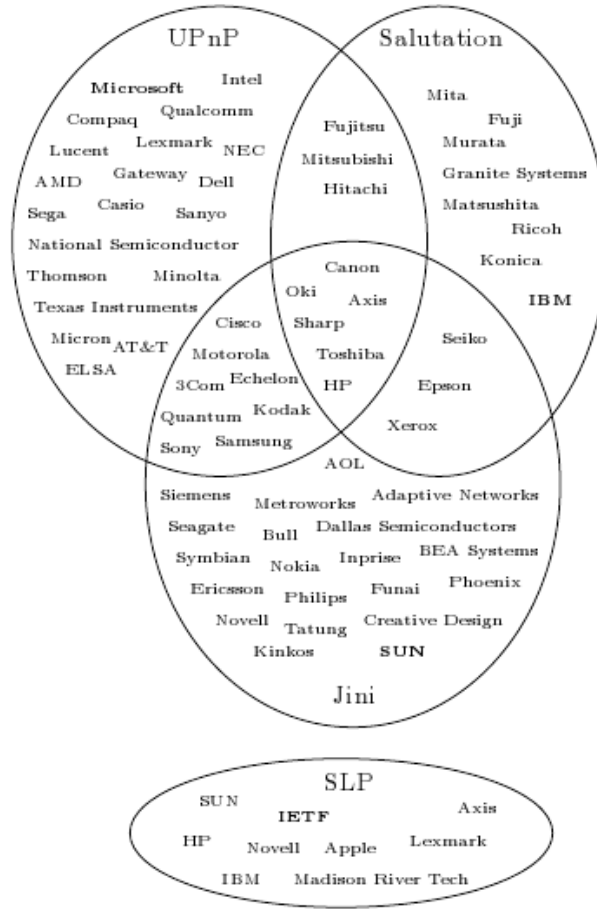 UPnP
Salutation
Microsoft
Intel
Compaq
Qualcomm
Lucent
Lexmark
NEC
AMD
Gateway
Dell
Sega
Casio
Sanyo
National Semiconductor
Thomson
Minolta
Texas Instruments
Micron
AT&T
ELSA
Fujitsu
Mitsubishi
Hitachi
Mita
Fuji
Murata
Granite Systems
Matsushita
Ricoh
Konica
IBM
Canon
Oki
Axis
Sharp
Toshiba
HP
Cisco
Motorola
3Com
Echelon
Quantum
Kodak
Sony
Samsung
Seiko
Epson
Xerox
AOL
Siemens
Metroworks
Adaptive Networks
Seagate
Bull
Dallas Semiconductors
Symbian
Nokia
Inprise
BEA Systems
Ericsson
Philips
Funai
Phoenix
Novell
Tatung
Creative Design
Kinkos
SUN
Jini
SLP
SUN
IETF
Axis
HP
Novell
Apple
Lexmark
IBM
Madison River Tech